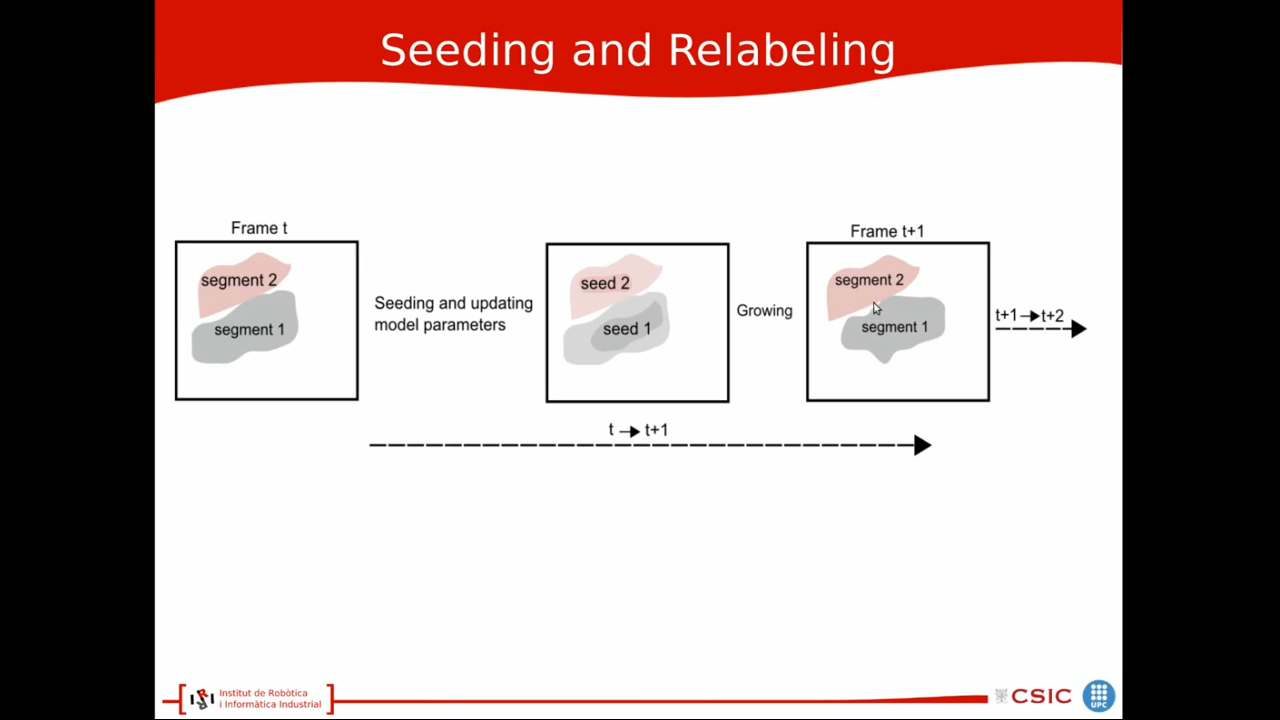 Seeding and Relabeling
Frame t
segment 2
segment 1
Seeding and updating
model parameters
seed 2
seed 1
Growing
Frame t+1
segment 2
segment 1
t+1 → t+2
t → t+1
IRI
Institut de Robòtica
i Informàtica Industrial
CSIC
UPC